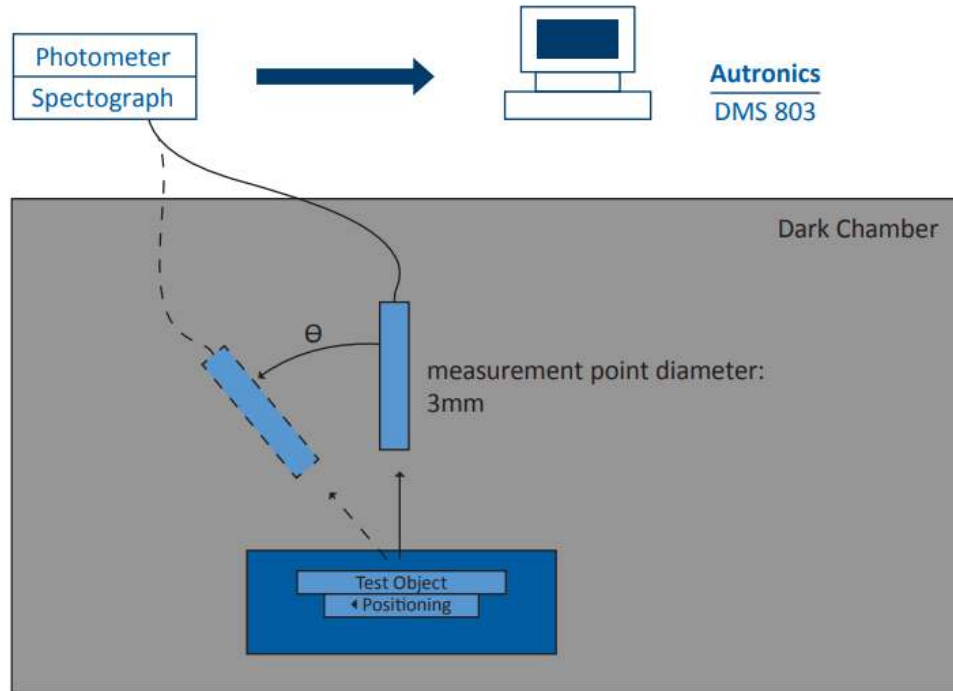 Photometer
Spectograph
Autronics
DMS 803
Dark Chamber
Θ
measurement point diameter:
3mm
Test Object
Positioning